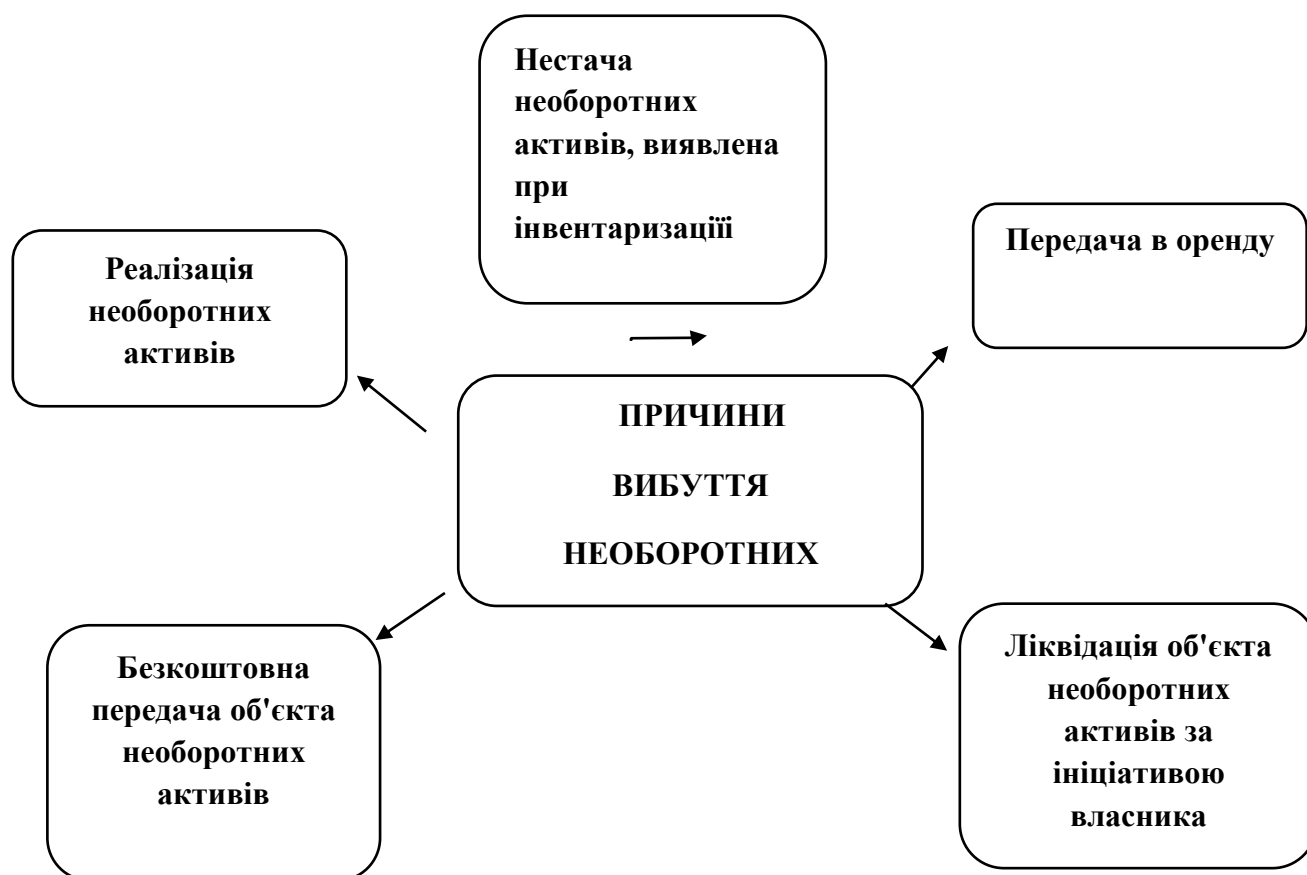 Нестача
необоротних
активів, виявлена
при
інвентаризаціїї
Передача в оренду
Реалізація
необоротних
активів
ПРИЧИНИ
ВИБУТТЯ
НЕОБОРОТНИХ
Безкоштовна
передача об'єкта
необоротних
активів
Ліквідація об'єкта
необоротних
активів за
ініціативою
власника